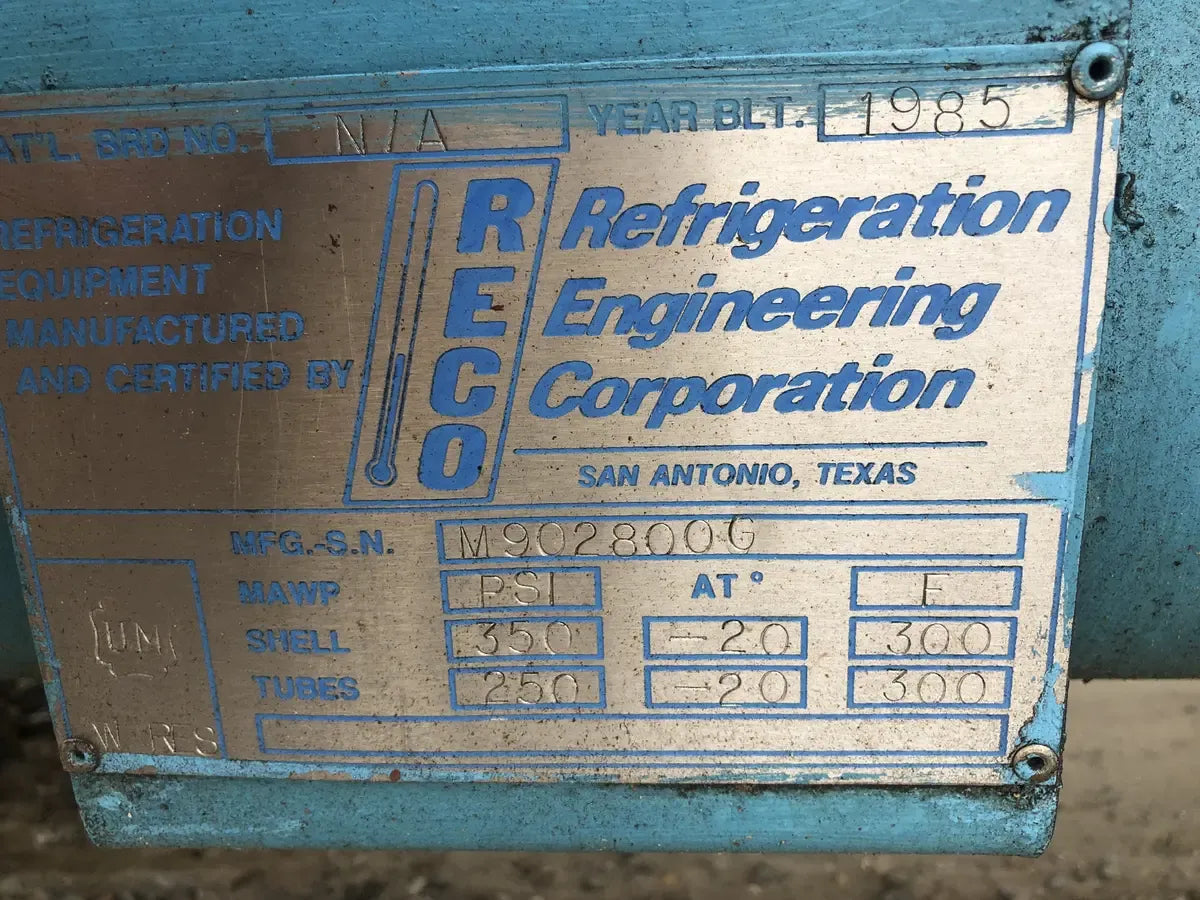 AT'L. BRD NO. N/A YEAR BLT. 1985
REFRIGERATION
EQUIPMENT
MANUFACTURED
AND CERTIFIED BY
RECO
Refrigeration
Engineering
Corporation
SAN ANTONIO, TEXAS
MFG.-S.N. M902800G
MAWP PSI AT ° F
SHELL 350 -20 300
TUBES 250 -20 300
UM
W RES